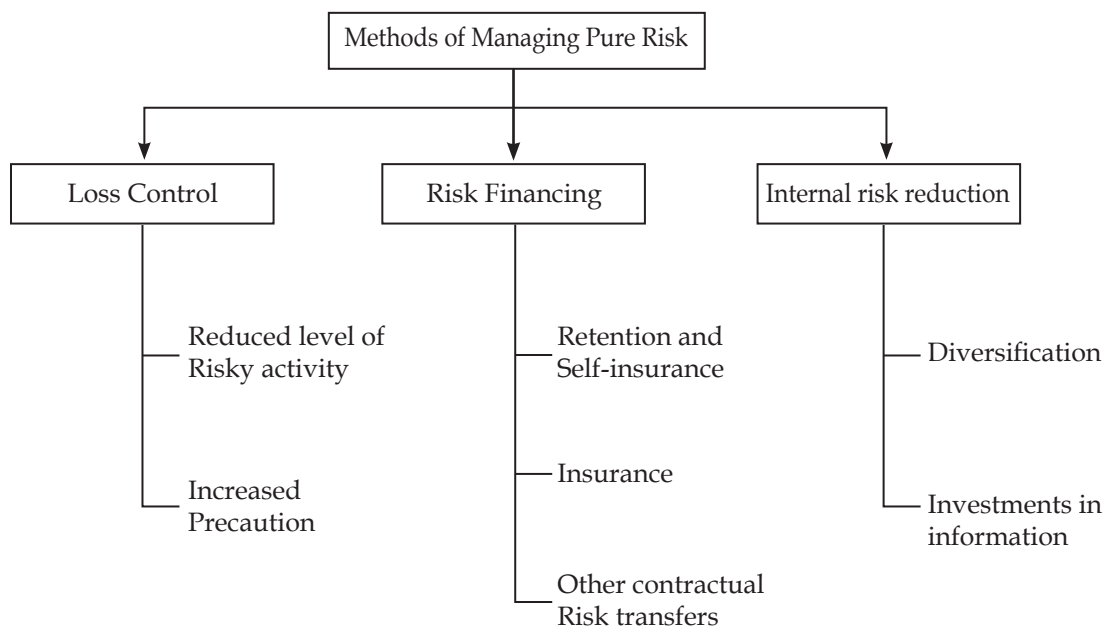 Methods of Managing Pure Risk
Loss Control
Risk Financing
Internal risk reduction
Reduced level of
Risky activity
Increased
Precaution
Retention and
Self-insurance
Insurance
Other contractual
Risk transfers
Diversification
Investments in
information